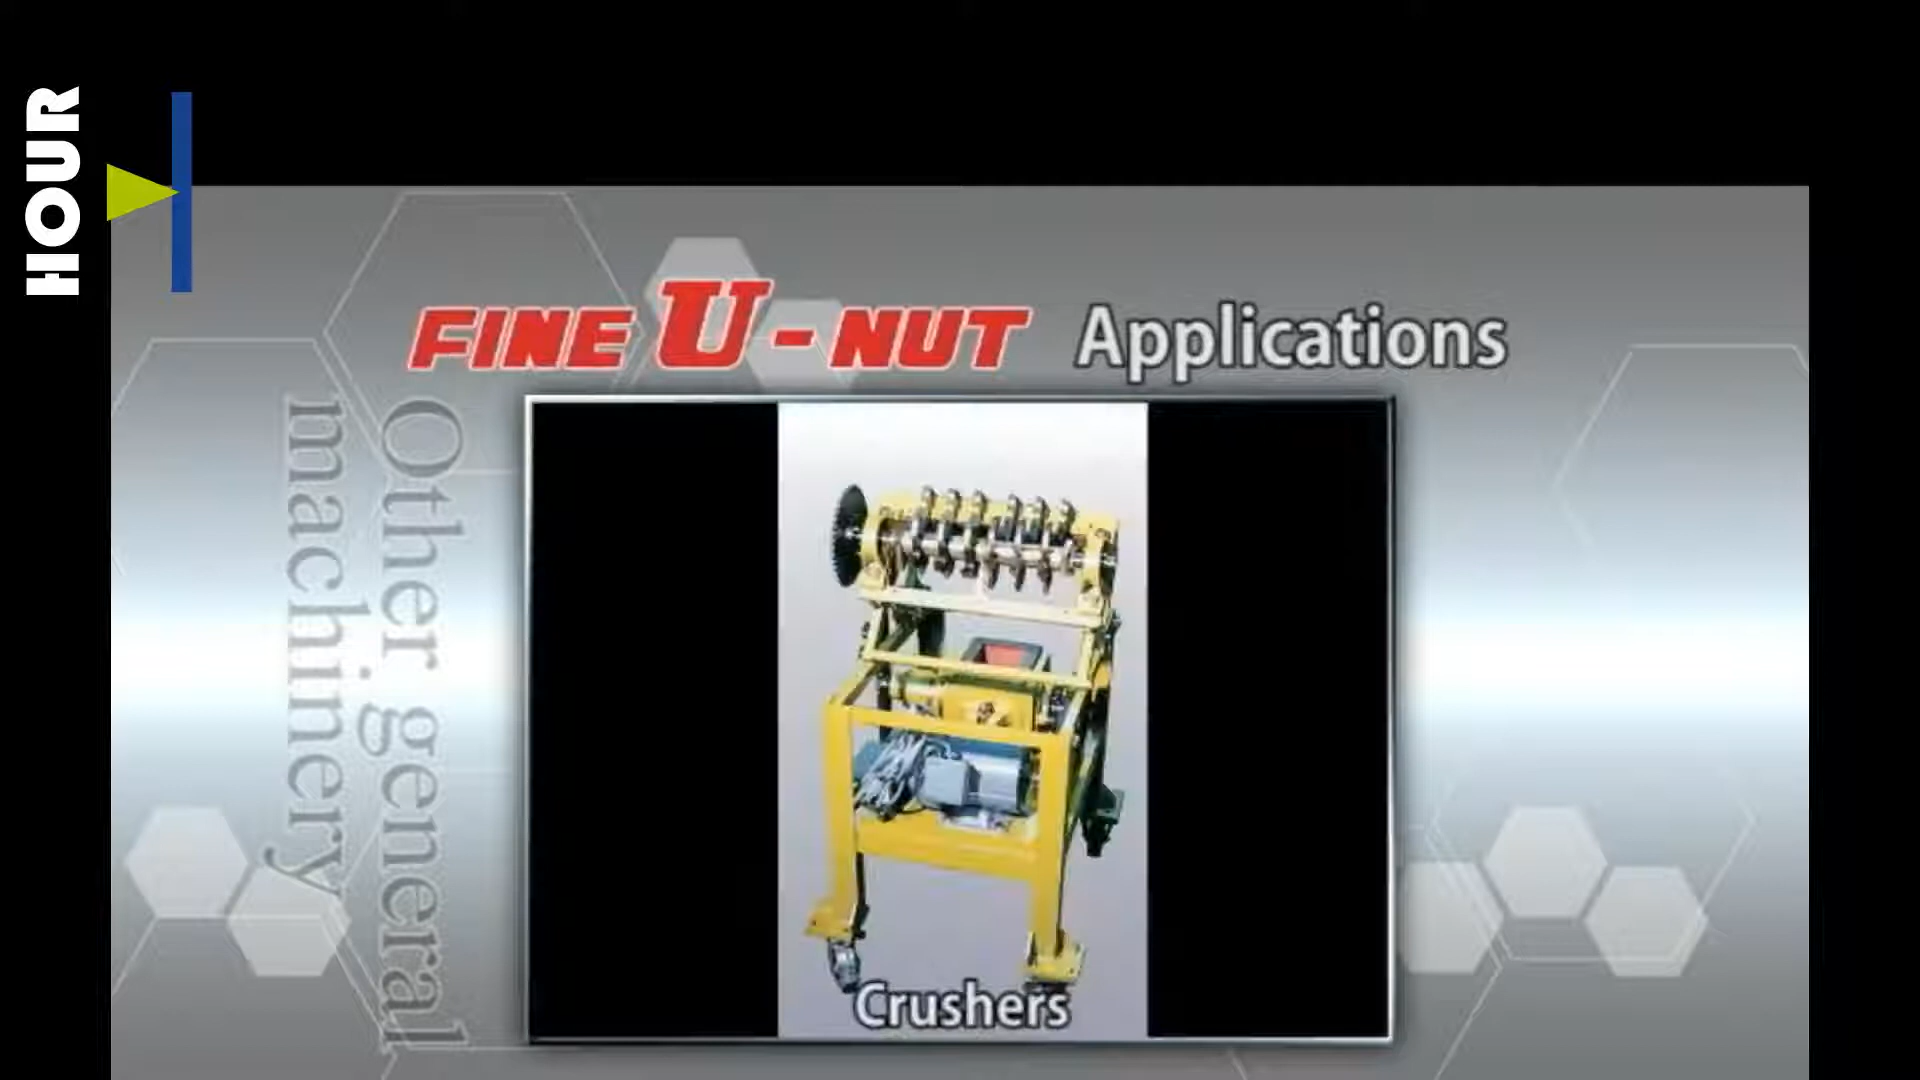 HOUR
FINE U-NUT Applications
Other general
machinery
Crushers